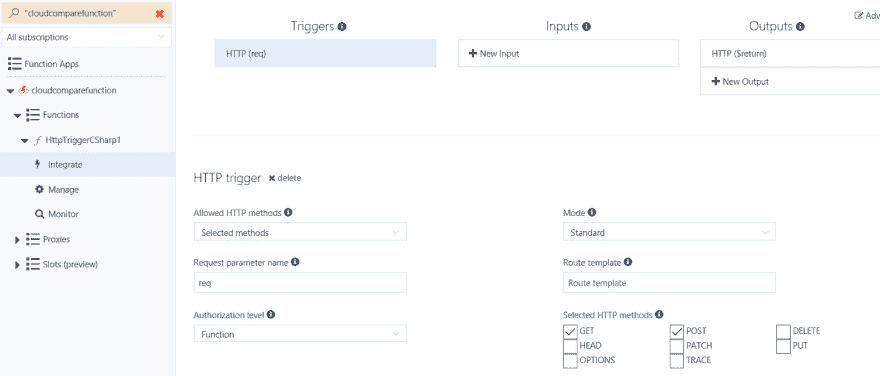 "cloudcomparefunction"
All subscriptions
Function Apps
cloudcomparefunction
Functions
HttpTriggerCSharp1
Integrate
Manage
Monitor
Proxies
Slots (preview)
Adv
Triggers
Inputs
Outputs
HTTP (req)
New Input
HTTP ($return)
New Output
HTTP trigger delete
Allowed HTTP methods
Selected methods
Mode
Standard
Request parameter name
req
Route template
Route template
Authorization level
Function
Selected HTTP methods
GET POST DELETE
HEAD PATCH PUT
OPTIONS TRACE